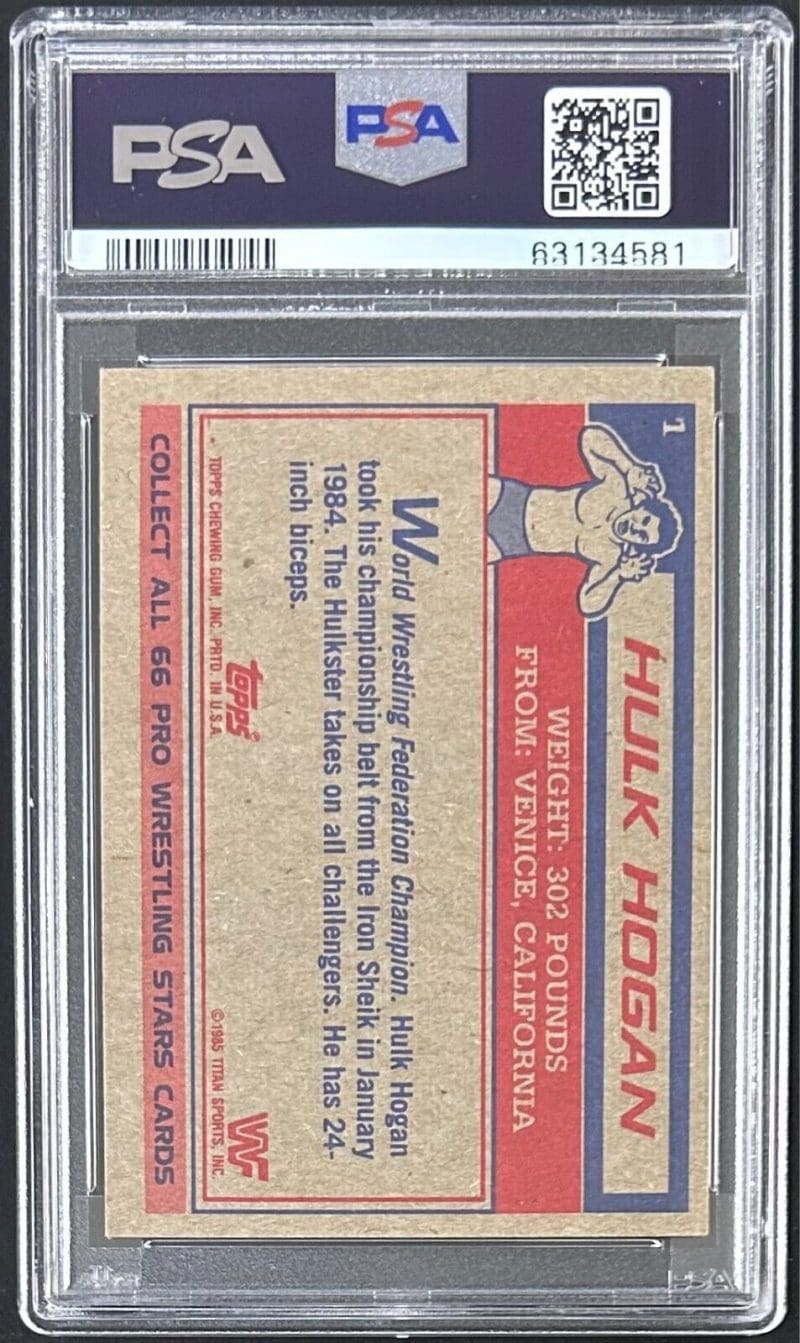 PSA
PSA
63134581
1
HULK HOGAN
WEIGHT: 302 POUNDS
FROM: VENICE, CALIFORNIA
World Wrestling Federation Champion. Hulk Hogan
took his championship belt from the Iron Sheik in January
1984. The Hulkster takes on all challengers. He has 24-
inch biceps.
topps®
WF
TOPPS CHEWING GUM, INC. PRTD. IN U.S.A.
©1985 TITAN SPORTS, INC.
COLLECT ALL 66 PRO WRESTLING STARS CARDS
PSA